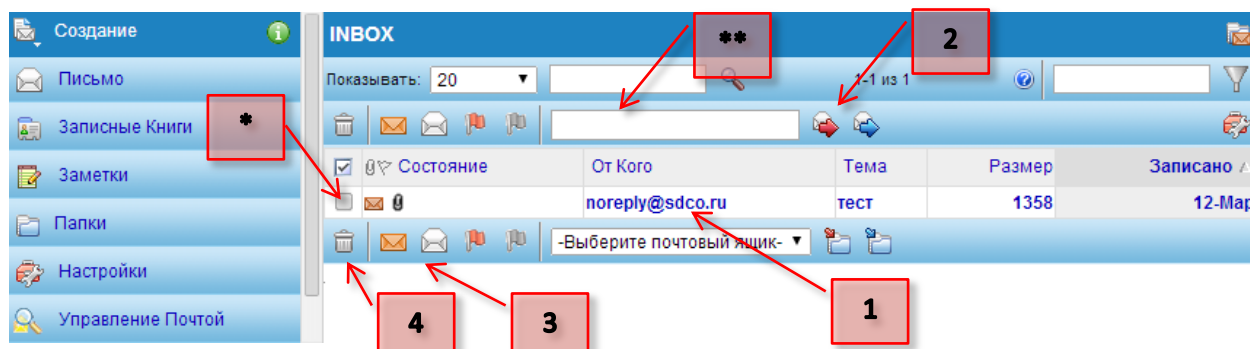 Создание
INBOX
**
2
Письмо
Показывать: 20
1-1 из 1
Записные Книги
*
Заметки
Состояние От Кого Тема Размер Записано
noreply@sdco.ru тест 1358 12-Мар
Папки
-Выберите почтовый ящик-
Настройки
Управление Почтой
4
3
1